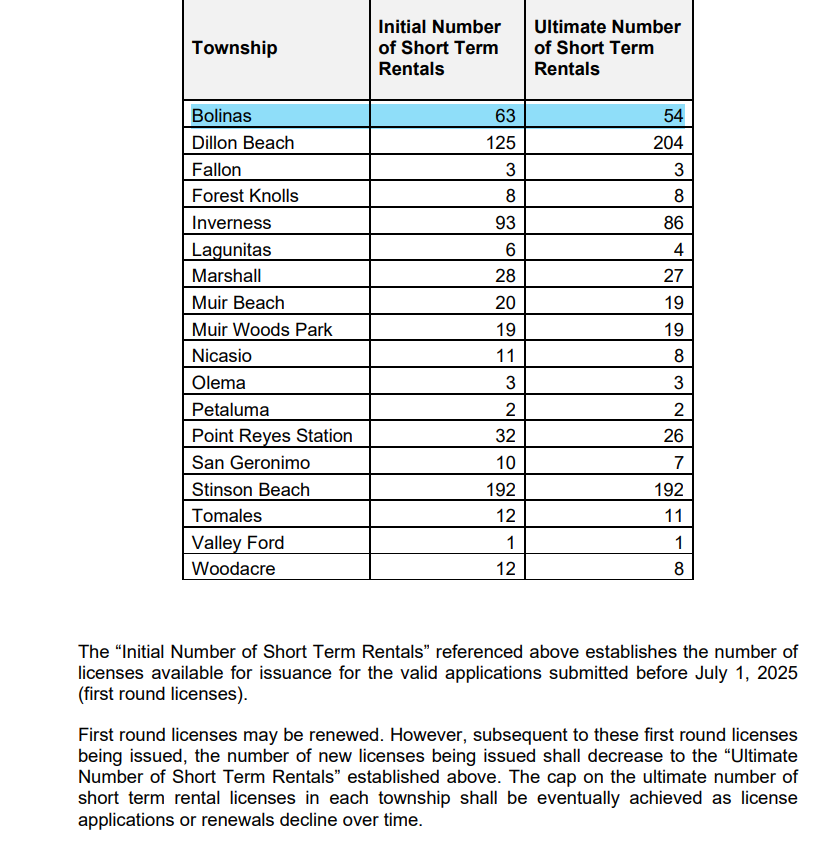 Township Initial Number of Short Term Rentals Ultimate Number of Short Term Rentals
Bolinas 63 54
Dillon Beach 125 204
Fallon 3 3
Forest Knolls 8 8
Inverness 93 86
Lagunitas 6 4
Marshall 28 27
Muir Beach 20 19
Muir Woods Park 19 19
Nicasio 11 8
Olema 3 3
Petaluma 2 2
Point Reyes Station 32 26
San Geronimo 10 7
Stinson Beach 192 192
Tomales 12 11
Valley Ford 1 1
Woodacre 12 8
The “Initial Number of Short Term Rentals” referenced above establishes the number of
licenses available for issuance for the valid applications submitted before July 1, 2025
(first round licenses).
First round licenses may be renewed. However, subsequent to these first round licenses
being issued, the number of new licenses being issued shall decrease to the “Ultimate
Number of Short Term Rentals” established above. The cap on the ultimate number of
short term rental licenses in each township shall be eventually achieved as license
applications or renewals decline over time.